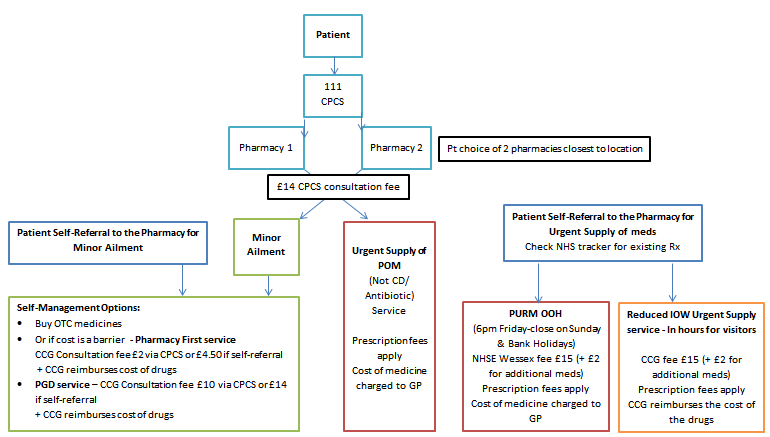 Patient
111
CPCS
Pharmacy 1
Pharmacy 2
Pt choice of 2 pharmacies closest to location
£14 CPCS consultation fee
Patient Self-Referral to the Pharmacy for
Minor Ailment
Minor
Ailment
Urgent Supply of
POM
(Not CD/
Antibiotic)
Service
Prescription fees
apply
Cost of medicine
charged to GP
Patient Self-Referral to the Pharmacy for
Urgent Supply of meds
Check NHS tracker for existing Rx
Self-Management Options:
• Buy OTC medicines
• Or if cost is a barrier - Pharmacy First service
CCG Consultation fee £2 via CPCS or £4.50 if self-referral
+ CCG reimburses cost of drugs
• PGD service – CCG Consultation fee £10 via CPCS or £14
if self-referral
+ CCG reimburses cost of drugs
PURM OOH
(6pm Friday-close on Sunday
& Bank Holidays)
NHSE Wessex fee £15 (+ £2
for additional meds)
Prescription fees apply
Cost of medicine charged to
GP
Reduced IOW Urgent Supply
service - In hours for visitors
CCG fee £15 (+ £2 for
additional meds)
Prescription fees apply
CCG reimburses the cost of
the drugs